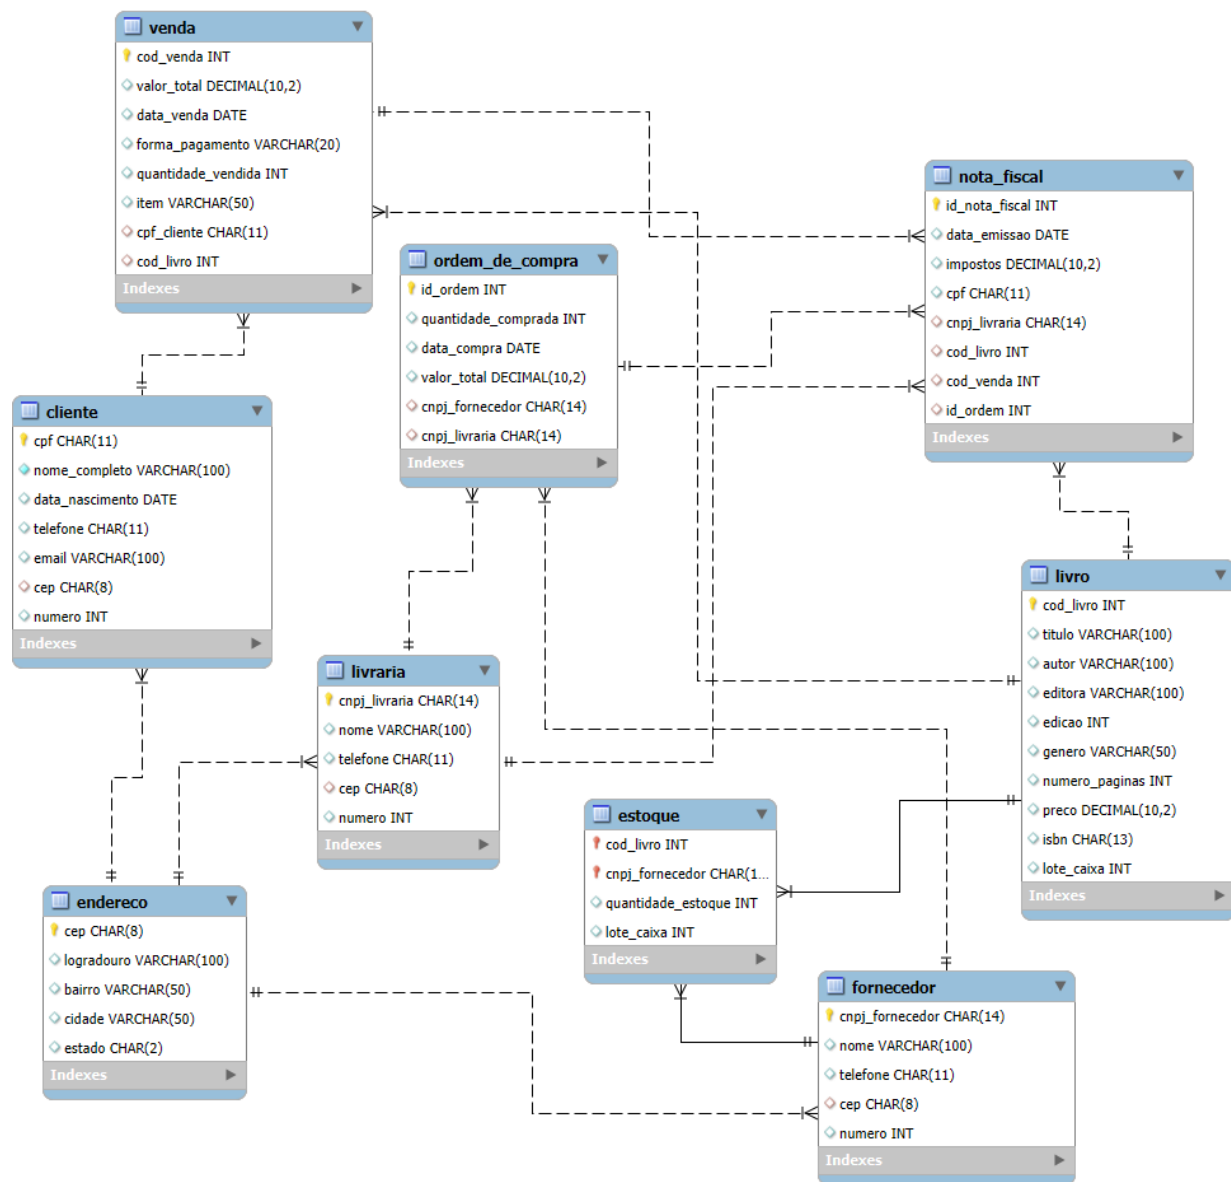 venda
cod_venda INT
valor_total DECIMAL(10,2)
data_venda DATE
forma_pagamento VARCHAR(20)
quantidade_vendida INT
item VARCHAR(50)
cpf_cliente CHAR(11)
cod_livro INT
Indexes
nota_fiscal
id_nota_fiscal INT
data_emissao DATE
impostos DECIMAL(10,2)
cpf CHAR(11)
cnpj_livraria CHAR(14)
cod_livro INT
cod_venda INT
id_ordem INT
Indexes
ordem_de_compra
id_ordem INT
quantidade_comprada INT
data_compra DATE
valor_total DECIMAL(10,2)
cnpj_fornecedor CHAR(14)
cnpj_livraria CHAR(14)
Indexes
cliente
cpf CHAR(11)
nome_completo VARCHAR(100)
data_nascimento DATE
telefone CHAR(11)
email VARCHAR(100)
cep CHAR(8)
numero INT
Indexes
livro
cod_livro INT
titulo VARCHAR(100)
autor VARCHAR(100)
editora VARCHAR(100)
edicao INT
genero VARCHAR(50)
numero_paginas INT
preco DECIMAL(10,2)
isbn CHAR(13)
lote_caixa INT
Indexes
livraria
cnpj_livraria CHAR(14)
nome VARCHAR(100)
telefone CHAR(11)
cep CHAR(8)
numero INT
Indexes
estoque
cod_livro INT
cnpj_fornecedor CHAR(1...
quantidade_estoque INT
lote_caixa INT
Indexes
endereco
cep CHAR(8)
logradouro VARCHAR(100)
bairro VARCHAR(50)
cidade VARCHAR(50)
estado CHAR(2)
Indexes
fornecedor
cnpj_fornecedor CHAR(14)
nome VARCHAR(100)
telefone CHAR(11)
cep CHAR(8)
numero INT
Indexes